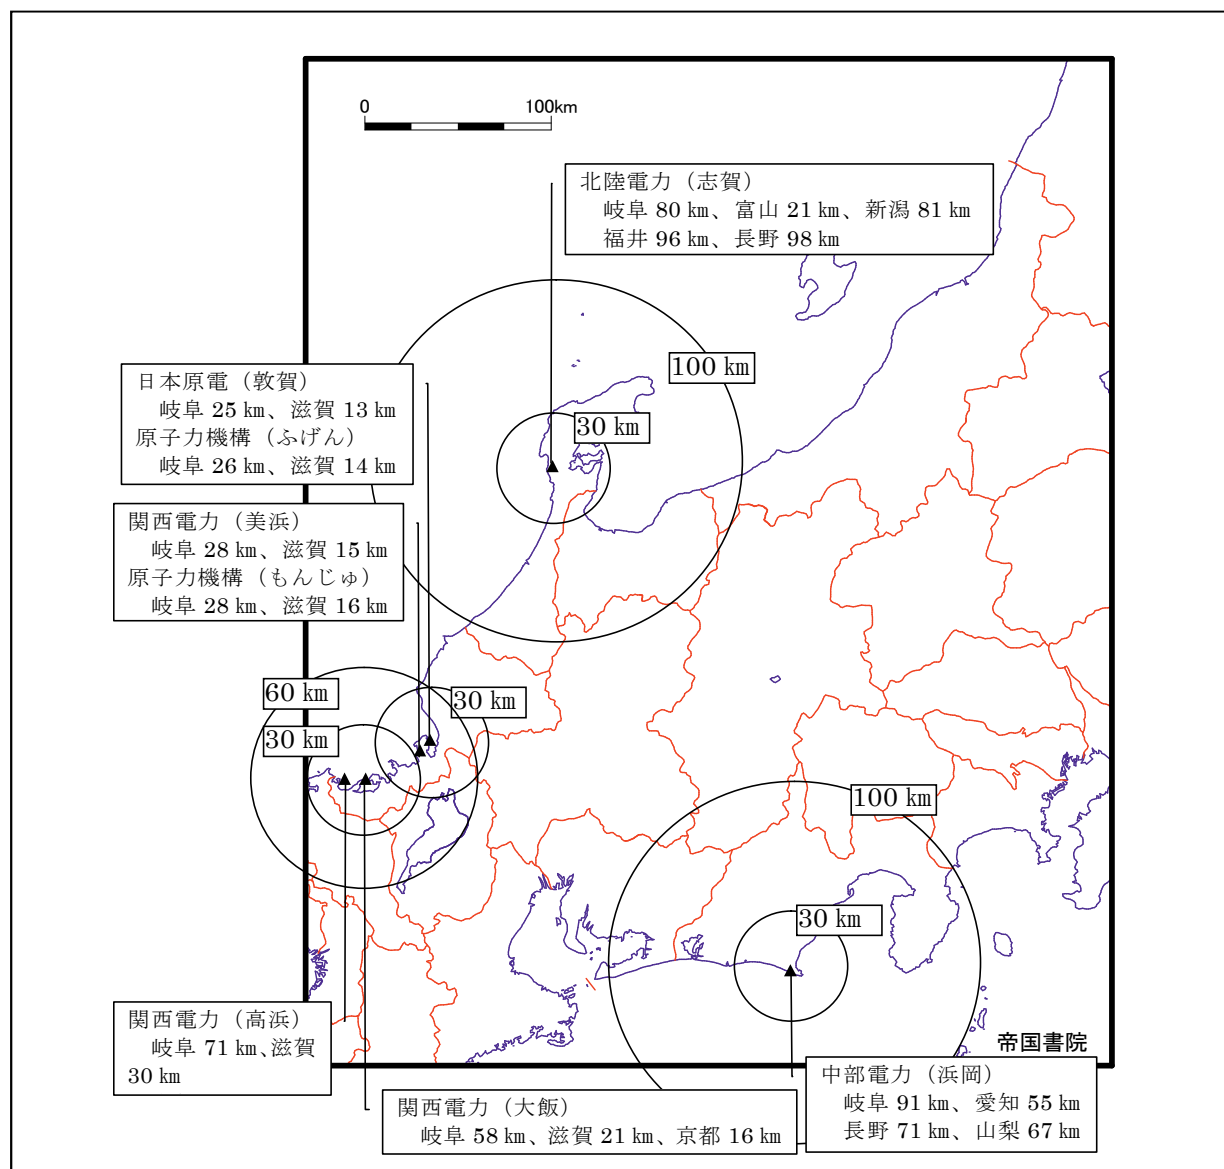 0 100km
北陸電力（志賀）
岐阜 80 ㎞、富山 21 ㎞、新潟 81 ㎞
福井 96 ㎞、長野 98 ㎞
100 ㎞
30 ㎞
日本原電（敦賀）
岐阜 25 ㎞、滋賀 13 ㎞
原子力機構（ふげん）
岐阜 26 ㎞、滋賀 14 ㎞
関西電力（美浜）
岐阜 28 ㎞、滋賀 15 ㎞
原子力機構（もんじゅ）
岐阜 28 ㎞、滋賀 16 ㎞
60 ㎞
30 ㎞
30 ㎞
100 ㎞
30 ㎞
関西電力（高浜）
岐阜 71 ㎞、滋賀
30 ㎞
帝国書院
中部電力（浜岡）
岐阜 91 ㎞、愛知 55 ㎞
長野 71 ㎞、山梨 67 ㎞
関西電力（大飯）
岐阜 58 ㎞、滋賀 21 ㎞、京都 16 ㎞